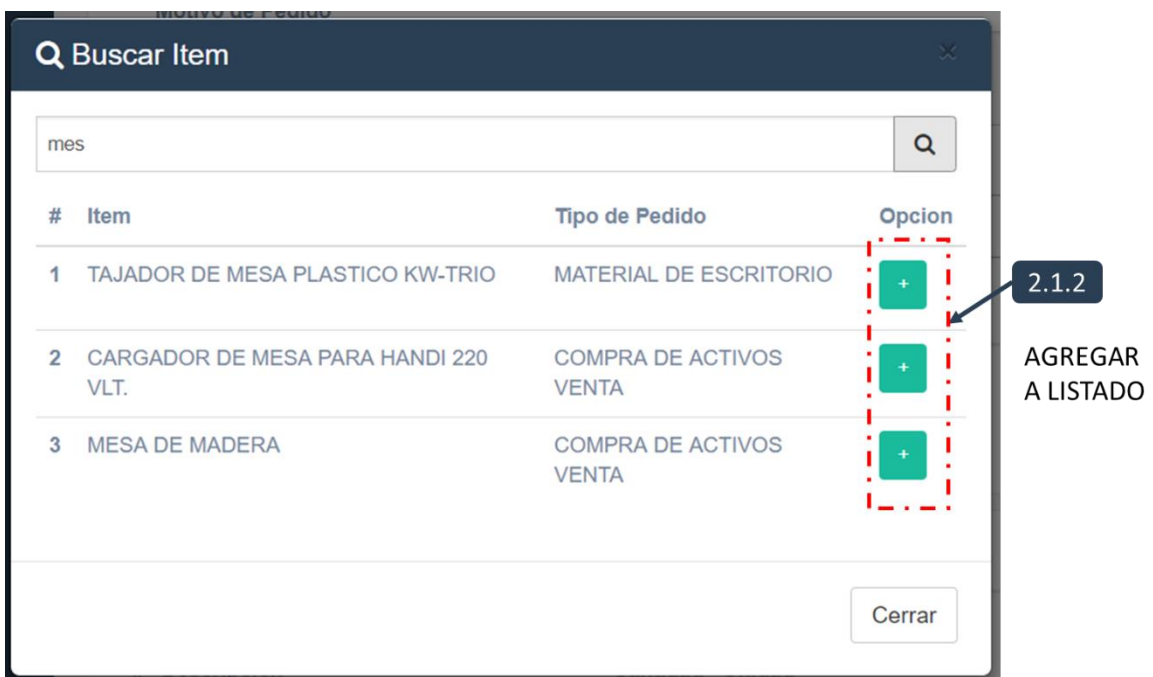 Motivo de Pedido
Buscar Item
×
mes
# Item Tipo de Pedido Opcion
1 TAJADOR DE MESA PLASTICO KW-TRIO MATERIAL DE ESCRITORIO +
2 CARGADOR DE MESA PARA HANDI 220 COMPRA DE ACTIVOS +
VLT. VENTA
3 MESA DE MADERA COMPRA DE ACTIVOS +
VENTA
Cerrar
2.1.2
AGREGAR
A LISTADO